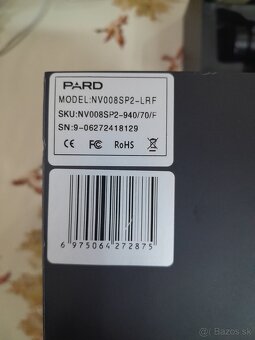 PARD
MODEL:NV008SP2-LRF
SKU:NV008SP2-940/70/F
SN:9-06272418129
CE FC RoHS
6 975064 272875
© Bazos.sk